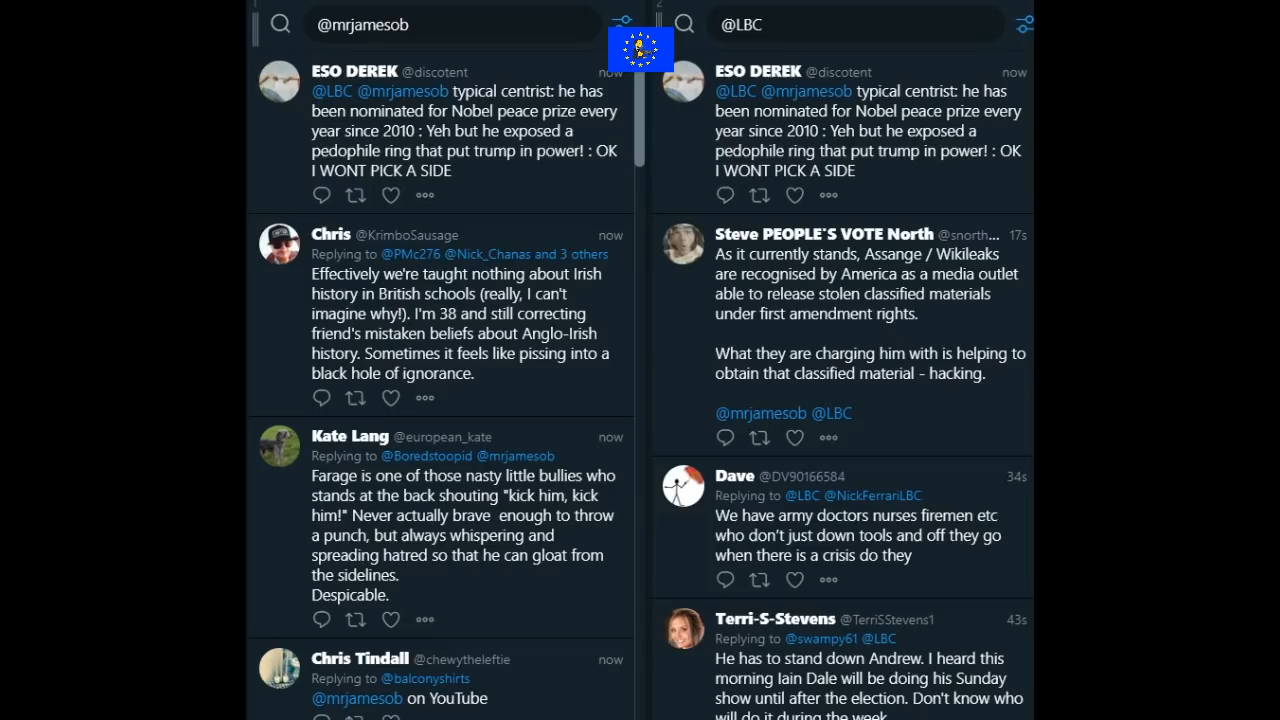 1
@mrjamesob
ESO DEREK @discotent now
@LBC @mrjamesob typical centrist: he has
been nominated for Nobel peace prize every
year since 2010 : Yeh but he exposed a
pedophile ring that put trump in power! : OK
I WONT PICK A SIDE
Chris @KrimboSausage now
Replying to @PMc276 @Nick_Chanas and 3 others
Effectively we're taught nothing about Irish
history in British schools (really, I can't
imagine why!). I'm 38 and still correcting
friend's mistaken beliefs about Anglo-Irish
history. Sometimes it feels like pissing into a
black hole of ignorance.
Kate Lang @european_kate now
Replying to @Boredstoopid @mrjamesob
Farage is one of those nasty little bullies who
stands at the back shouting "kick him, kick
him!" Never actually brave  enough to throw
a punch, but always whispering and
spreading hatred so that he can gloat from
the sidelines.
Despicable.
Chris Tindall @chewytheleftie now
Replying to @balconyshirts
@mrjamesob on YouTube
2
@LBC
ESO DEREK @discotent now
@LBC @mrjamesob typical centrist: he has
been nominated for Nobel peace prize every
year since 2010 : Yeh but he exposed a
pedophile ring that put trump in power! : OK
I WONT PICK A SIDE
Steve PEOPLE'S VOTE North @snorth... 17s
As it currently stands, Assange / Wikileaks
are recognised by America as a media outlet
able to release stolen classified materials
under first amendment rights.
What they are charging him with is helping to
obtain that classified material - hacking.
@mrjamesob @LBC
Dave @DV90166584 34s
Replying to @LBC @NickFerranLBC
We have army doctors nurses firemen etc
who don't just down tools and off they go
when there is a crisis do they
Terri-S-Stevens @TerriSStevens1 43s
Replying to @swampy61 @LBC
He has to stand down Andrew. I heard this
morning Iain Dale will be doing his Sunday
show until after the election. Don't know who
will do it during the week